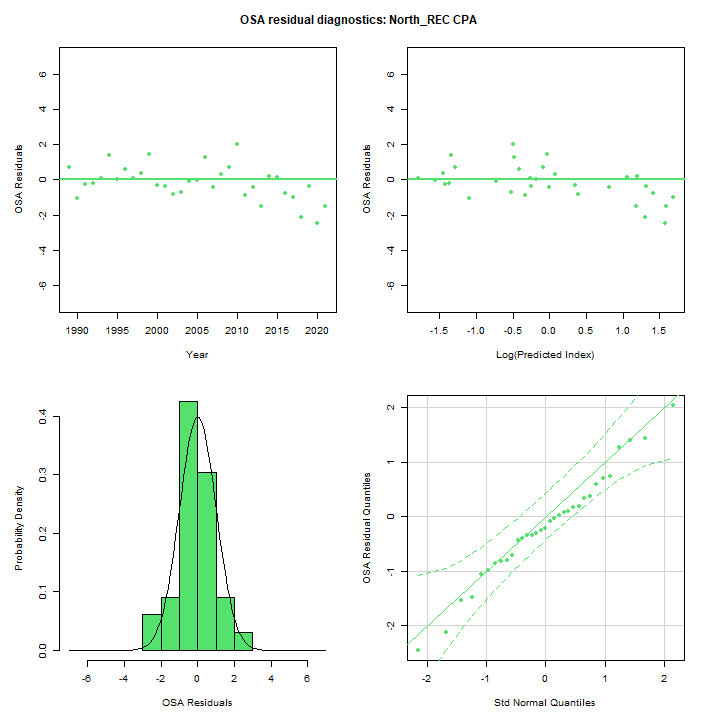 OSA residual diagnostics: North_REC CPA
OSA Residuals
6
4
2
0
-2
-4
-6
1990 1995 2000 2005 2010 2015 2020
Year
OSA Residuals
6
4
2
0
-2
-4
-6
-1.5 -1.0 -0.5 0.0 0.5 1.0 1.5
Log(Predicted Index)
Probability Density
0.4
0.3
0.2
0.1
0.0
-6 -4 -2 0 2 4 6
OSA Residuals
OSA Residual Quantiles
2
1
0
-1
-2
-2 -1 0 1 2
Std Normal Quantiles